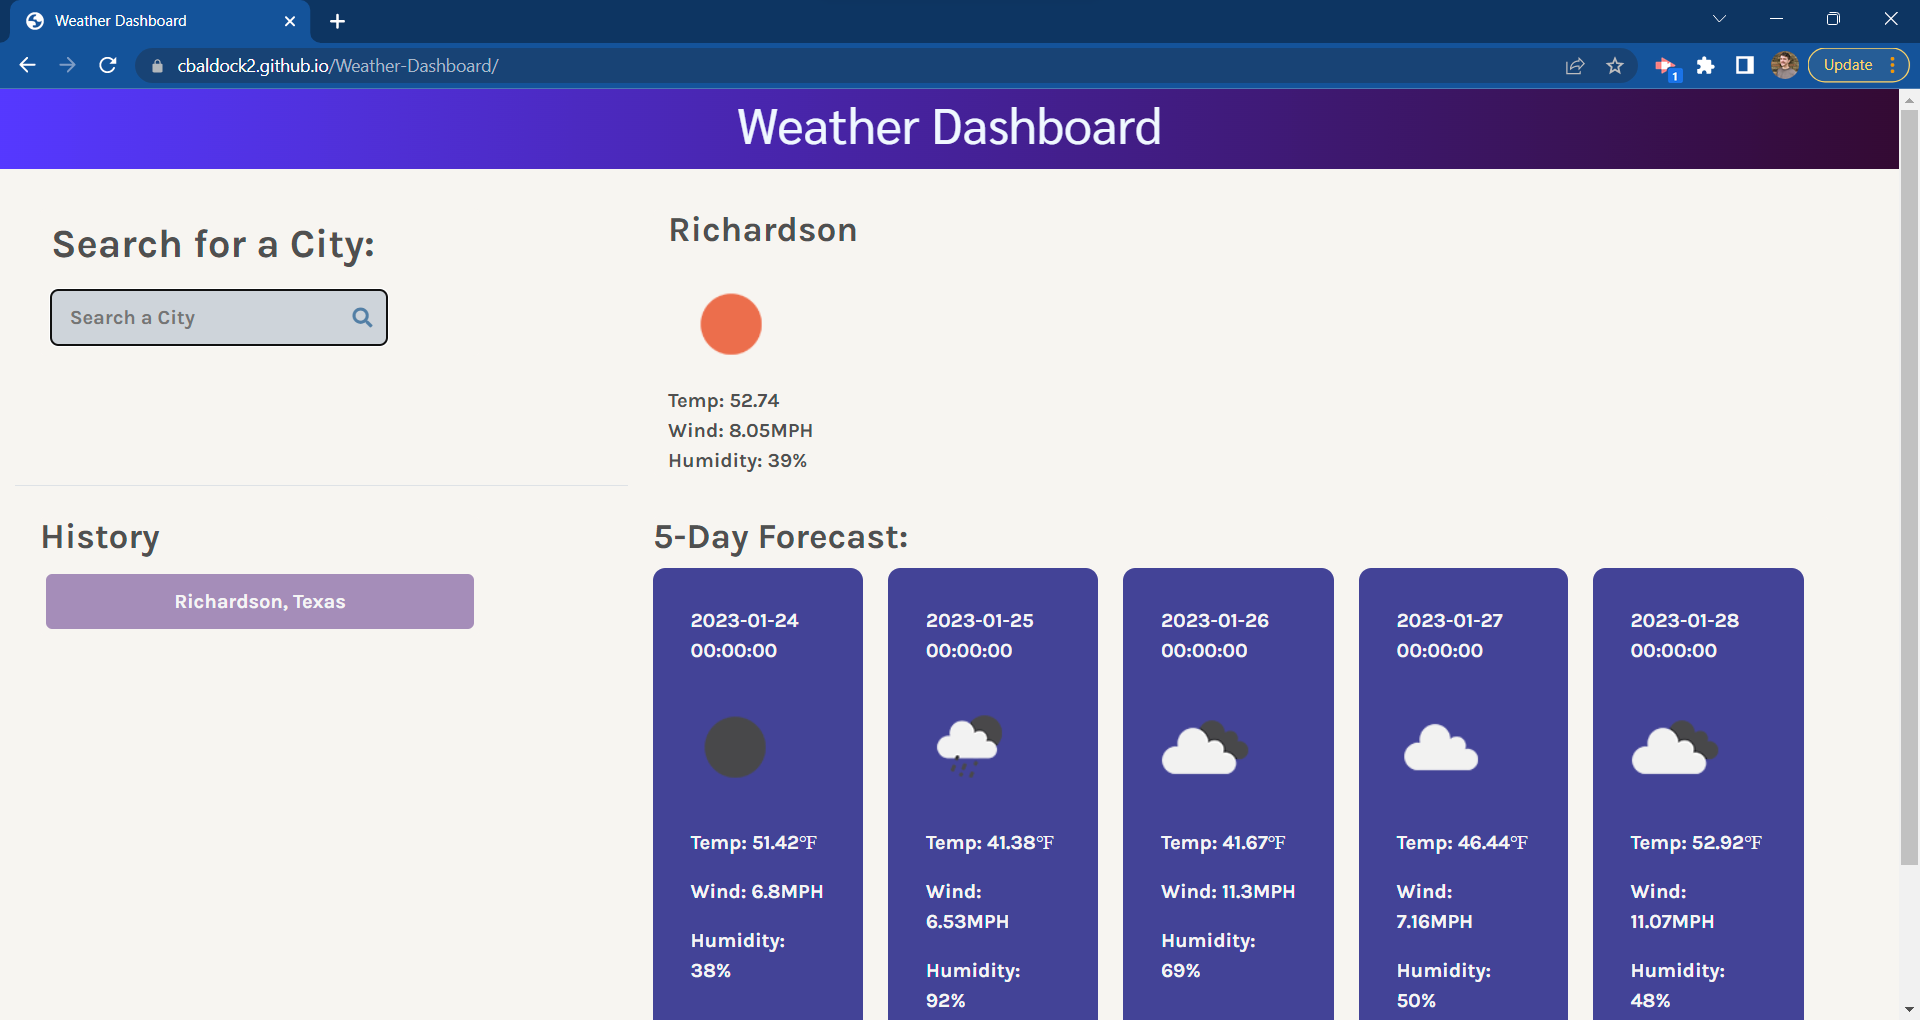 Weather Dashboard
cbaldock2.github.io/Weather-Dashboard/
1
Update
Weather Dashboard
Search for a City:
Search a City
History
Richardson, Texas
Richardson
Temp: 52.74
Wind: 8.05MPH
Humidity: 39%
5-Day Forecast:
2023-01-24
00:00:00
Temp: 51.42℉
Wind: 6.8MPH
Humidity:
38%
2023-01-25
00:00:00
Temp: 41.38℉
Wind:
6.53MPH
Humidity:
92%
2023-01-26
00:00:00
Temp: 41.67℉
Wind: 11.3MPH
Humidity:
69%
2023-01-27
00:00:00
Temp: 46.44℉
Wind:
7.16MPH
Humidity:
50%
2023-01-28
00:00:00
Temp: 52.92℉
Wind:
11.07MPH
Humidity:
48%